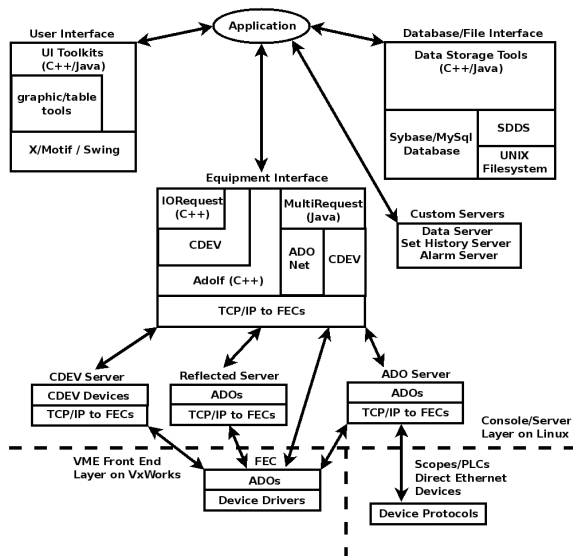 Application
User Interface
UI Toolkits
(C++/Java)
graphic/table
tools
X/Motif / Swing
Database/File Interface
Data Storage Tools
(C++/Java)
Sybase/MySql
Database
SDDS
UNIX
Filesystem
Equipment Interface
IORequest
(C++)
CDEV
MultiRequest
(Java)
ADO
Net
CDEV
AdoIf (C++)
TCP/IP to FECs
Custom Servers
Data Server
Set History Server
Alarm Server
CDEV Server
CDEV Devices
TCP/IP to FECs
Reflected Server
ADOs
TCP/IP to FECs
ADO Server
ADOs
TCP/IP to FECs
Console/Server
Layer on Linux
VME Front End
Layer on VxWorks
FEC
ADOs
Device Drivers
Scopes/PLCs
Direct Ethernet
Devices
Device Protocols